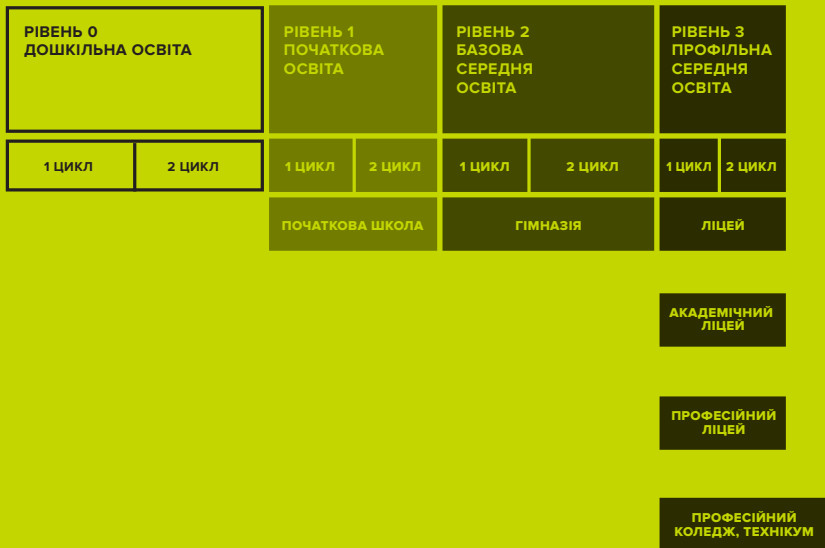 РІВЕНЬ 0
ДОШКІЛЬНА ОСВІТА
РІВЕНЬ 1
ПОЧАТКОВА
ОСВІТА
РІВЕНЬ 2
БАЗОВА
СЕРЕДНЯ
ОСВІТА
РІВЕНЬ 3
ПРОФІЛЬНА
СЕРЕДНЯ
ОСВІТА
1 ЦИКЛ
2 ЦИКЛ
1 ЦИКЛ
2 ЦИКЛ
1 ЦИКЛ
2 ЦИКЛ
1 ЦИКЛ
2 ЦИКЛ
ПОЧАТКОВА ШКОЛА
ГІМНАЗІЯ
ЛІЦЕЙ
АКАДЕМІЧНИЙ
ЛІЦЕЙ
ПРОФЕСІЙНИЙ
ЛІЦЕЙ
ПРОФЕСІЙНИЙ
КОЛЕДЖ, ТЕХНІКУМ